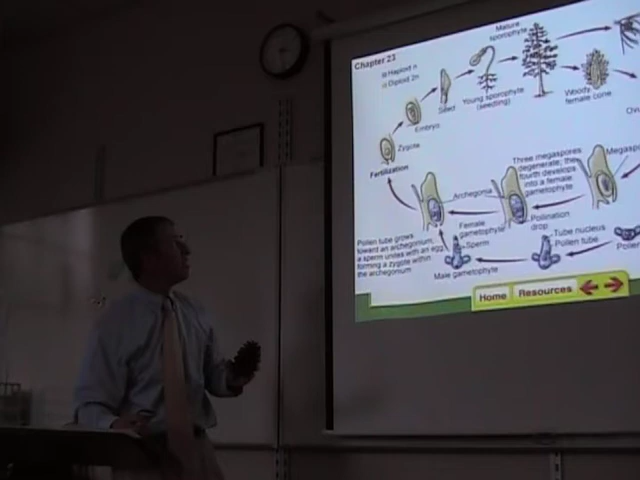 Chapter 23
Haploid n
Diploid 2n
Mature
sporophyte
Seed
Young sporophyte
(seedling)
Woody
female cone
Embryo
Zygote
Fertilization
Three megaspores
degenerate; the
fourth develops
into a female
gametophyte
Archegonia
Female
gametophyte
Pollination
drop
Pollen tube grows
toward an archegonium;
a sperm unites with an egg
forming a zygote within
the archegonium
Sperm
Male gametophyte
Tube nucleus
Pollen tube
Home
Resources